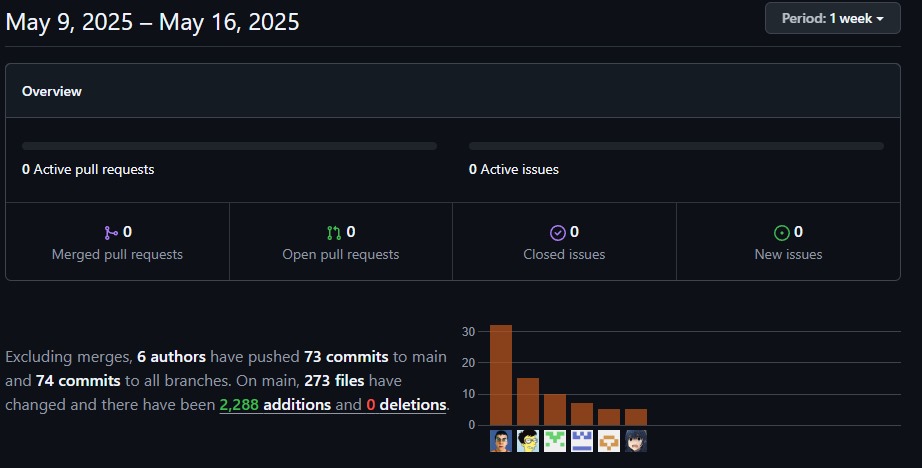 May 9, 2025 – May 16, 2025
Period: 1 week
Overview
0 Active pull requests
0 Active issues
0
Merged pull requests
0
Open pull requests
0
Closed issues
0
New issues
Excluding merges, 6 authors have pushed 73 commits to main
and 74 commits to all branches. On main, 273 files have
changed and there have been 2,288 additions and 0 deletions.
30
20
10
0